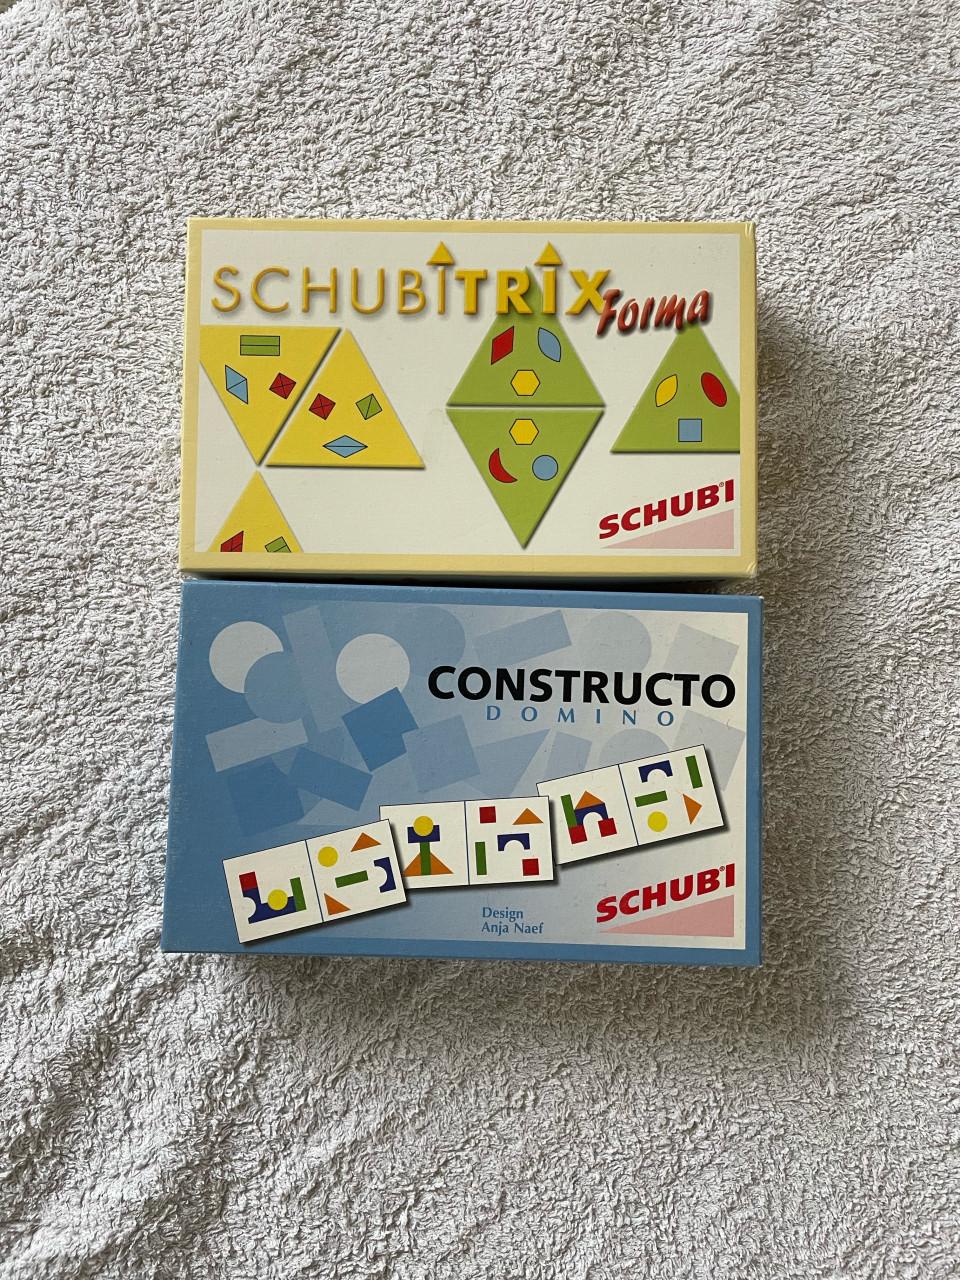 SCHUBITRIX
Forma
SCHUBI®
CONSTRUCTO
DOMINO
Design
Anja Naef
SCHUBI®